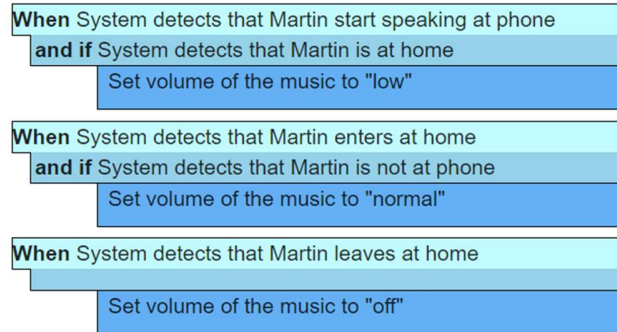 When System detects that Martin start speaking at phone
and if System detects that Martin is at home
Set volume of the music to "low"
When System detects that Martin enters at home
and if System detects that Martin is not at phone
Set volume of the music to "normal"
When System detects that Martin leaves at home
Set volume of the music to "off"